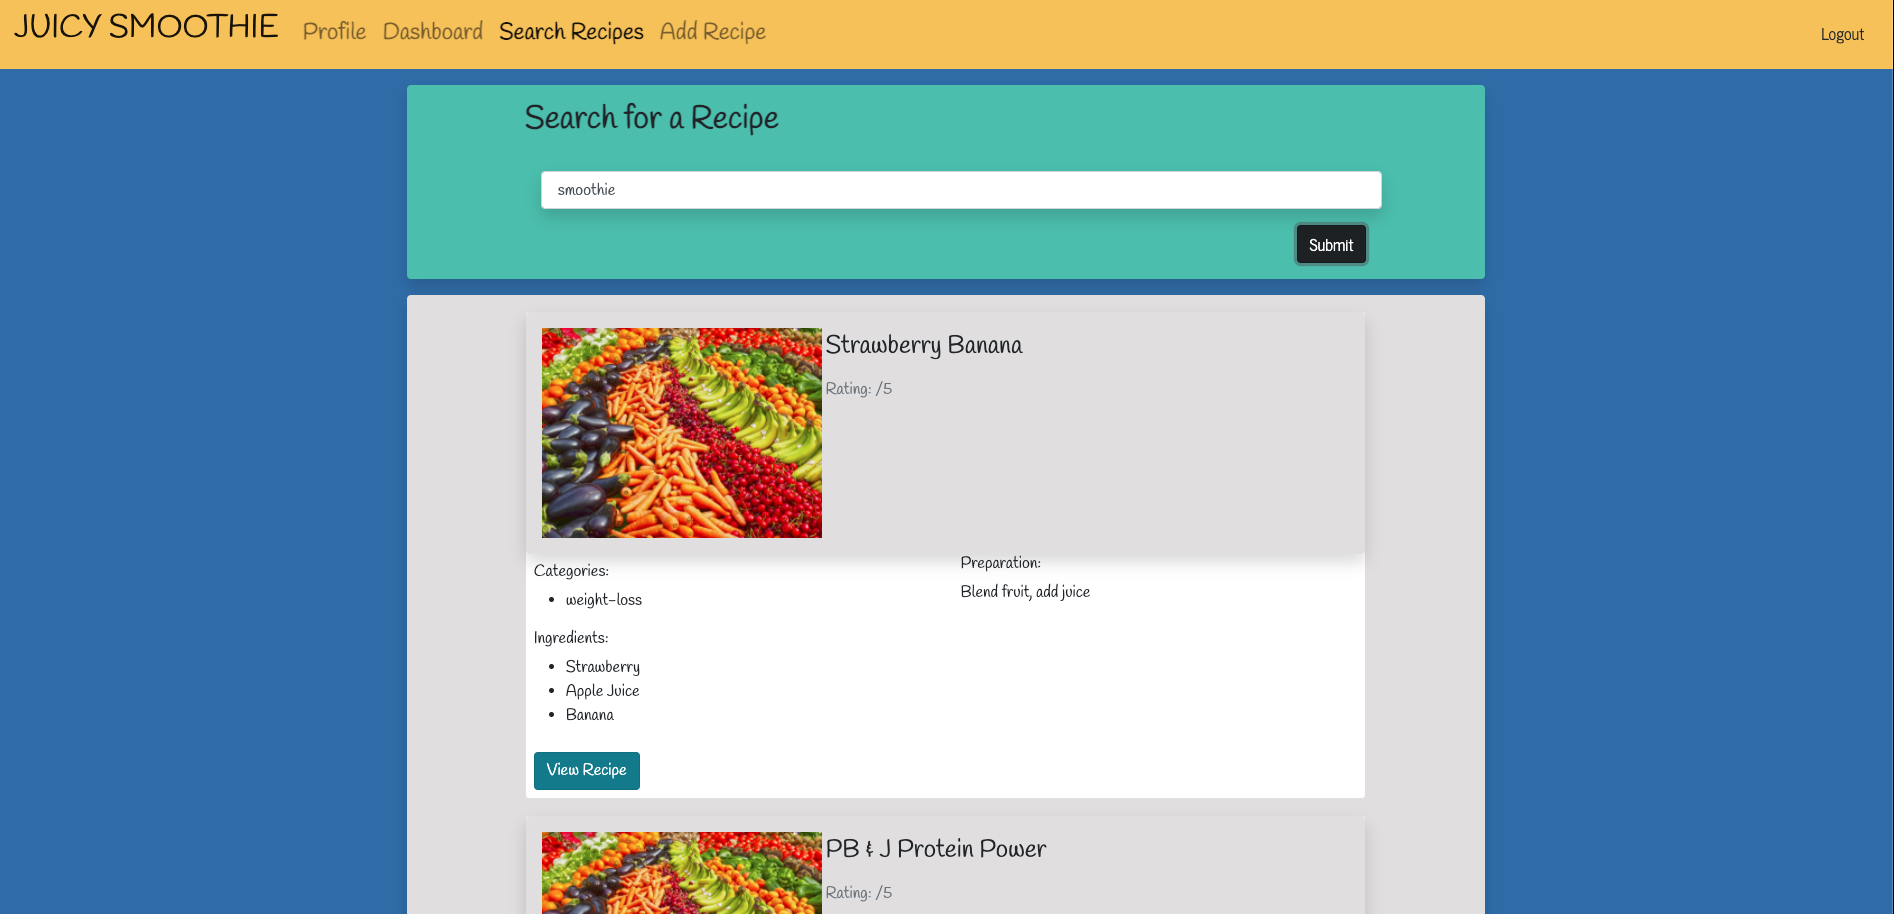 JUICY SMOOTHIE Profile Dashboard Search Recipes Add Recipe Logout
Search for a Recipe
smoothie
Submit
Strawberry Banana
Rating: /5
Categories:
• weight-loss
Ingredients:
• Strawberry
• Apple Juice
• Banana
Preparation:
Blend fruit, add juice
View Recipe
PB & J Protein Power
Rating: /5